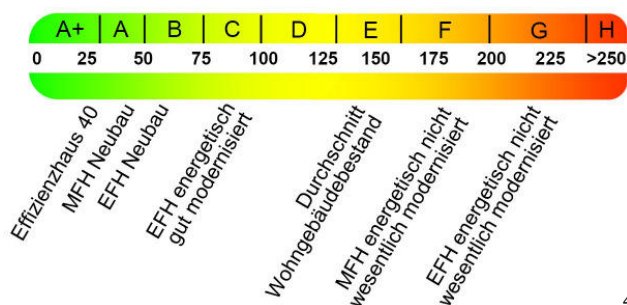 A+ A B C D E F G H
0 25 50 75 100 125 150 175 200 225 >250
Effizienzhaus 40
MFH Neubau
EFH Neubau
EFH energetisch
gut modernisiert
Durchschnitt
Wohngebäudebestand
MFH energetisch nicht
wesentlich modernisiert
EFH energetisch nicht
wesentlich modernisiert